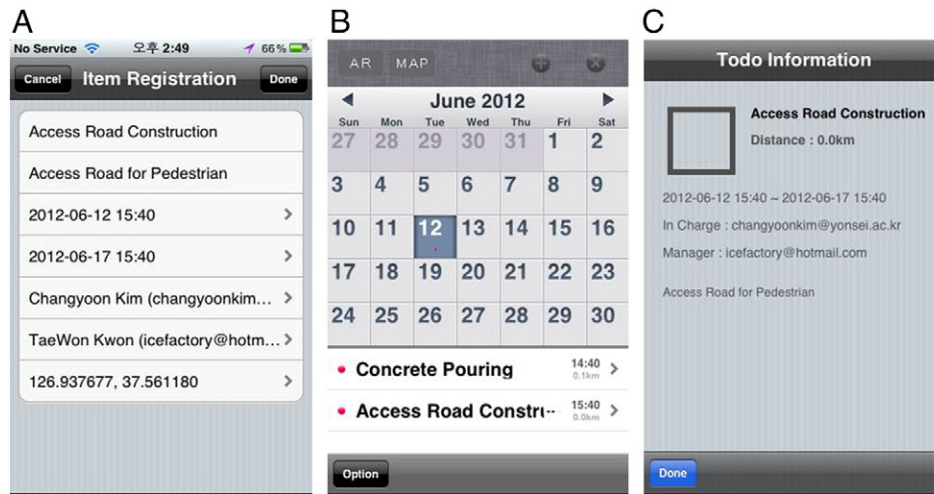 A
No Service 오후 2:49 66%
Cancel Item Registration Done
Access Road Construction
Access Road for Pedestrian
2012-06-12 15:40
2012-06-17 15:40
Changyoon Kim (changyoonkim...
TaeWon Kwon (icefactory@hotm...
126.937677, 37.561180
B
AR MAP
June 2012
Sun Mon Tue Wed Thu Fri Sat
27 28 29 30 31 1 2
3 4 5 6 7 8 9
10 11 12 13 14 15 16
17 18 19 20 21 22 23
24 25 26 27 28 29 30
Concrete Pouring 14:40
0.1km
Access Road Constru... 15:40
0.0km
Option
C
Todo Information
Access Road Construction
Distance : 0.0km
2012-06-12 15:40 ~ 2012-06-17 15:40
In Charge : changyoonkim@yonsei.ac.kr
Manager : icefactory@hotmail.com
Access Road for Pedestrian
Done